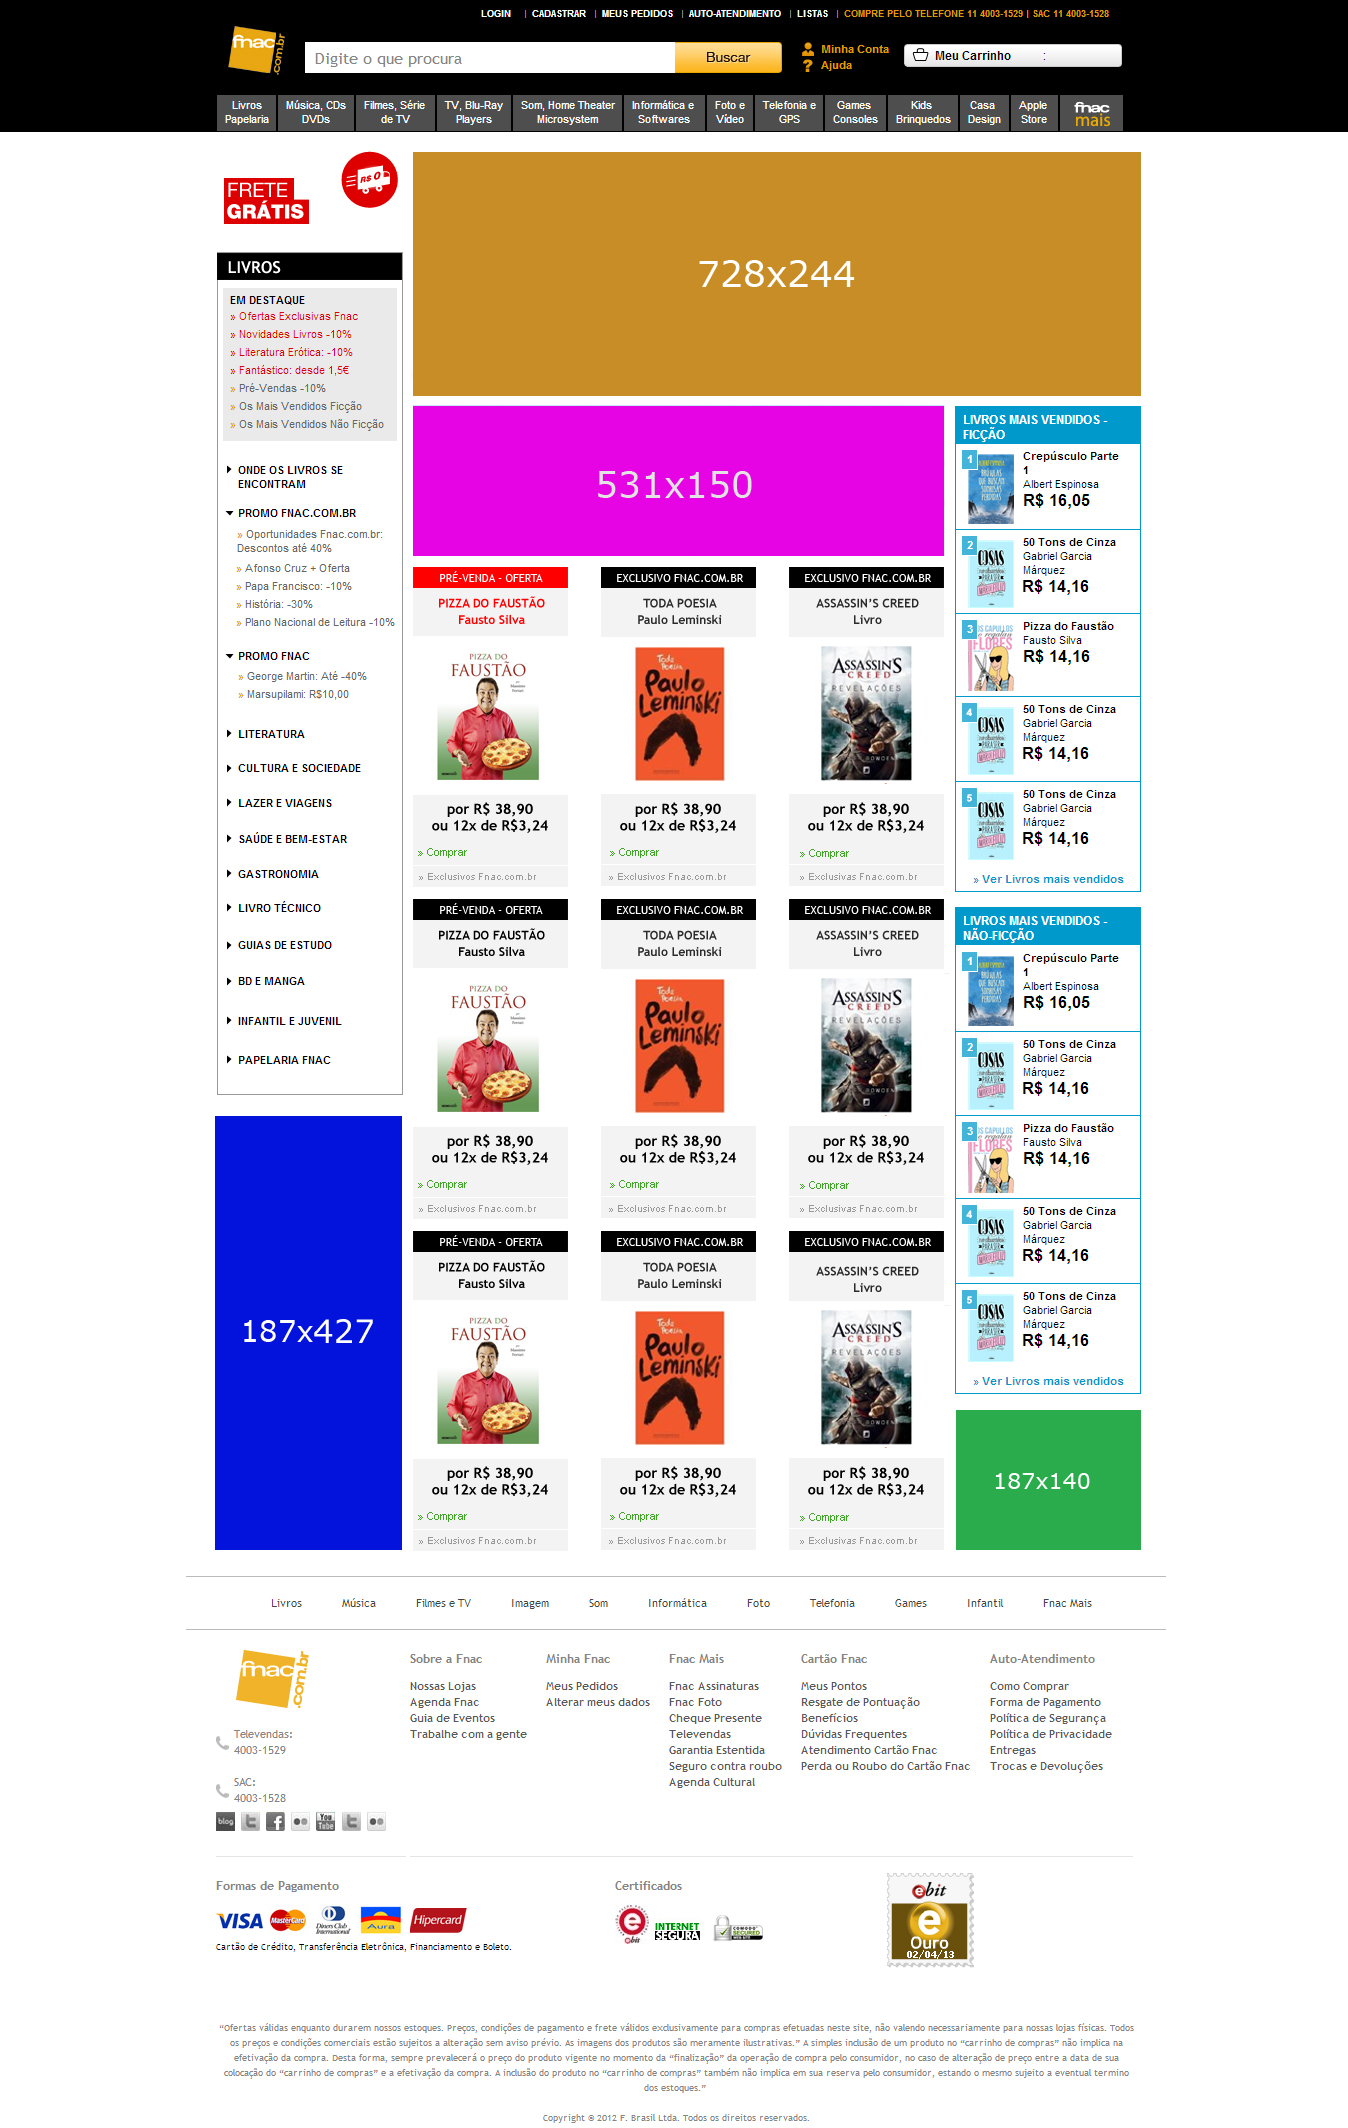 LOGIN | CADASTRAR | MEUS PEDIDOS | AUTO-ATENDIMENTO | LISTAS | COMPRE PELO TELEFONE 11 4003-1529 | SAC 11 4003-1528
fnac.com.br
Digite o que procura
Buscar
Minha Conta
Ajuda
Meu Carrinho :
Livros
Papelaria
Música, CDs
DVDs
Filmes, Série
de TV
TV, Blu-Ray
Players
Som, Home Theater
Microsystem
Informática e
Softwares
Foto e
Vídeo
Telefonia e
GPS
Games
Consoles
Kids
Brinquedos
Casa
Design
Apple
Store
fnac
mais
FRETE
GRÁTIS
R$ 0
LIVROS
EM DESTAQUE
» Ofertas Exclusivas Fnac
» Novidades Livros -10%
» Literatura Erótica: -10%
» Fantástico: desde 1,5€
» Pré-Vendas -10%
» Os Mais Vendidos Ficção
» Os Mais Vendidos Não Ficção
ONDE OS LIVROS SE
ENCONTRAM
PROMO FNAC.COM.BR
» Oportunidades Fnac.com.br:
Descontos até 40%
» Afonso Cruz + Oferta
» Papa Francisco: -10%
» História: -30%
» Plano Nacional de Leitura -10%
PROMO FNAC
» George Martin: Até -40%
» Marsupilami: R$10,00
LITERATURA
CULTURA E SOCIEDADE
LAZER E VIAGENS
SAÚDE E BEM-ESTAR
GASTRONOMIA
LIVRO TÉCNICO
GUIAS DE ESTUDO
BD E MANGA
INFANTIL E JUVENIL
PAPELARIA FNAC
187x427
728x244
531x150
PRÉ-VENDA - OFERTA
PIZZA DO FAUSTÃO
Fausto Silva
PIZZA DO
FAUSTÃO
por R$ 38,90
ou 12x de R$3,24
» Comprar
» Exclusivos Fnac.com.br
EXCLUSIVO FNAC.COM.BR
TODA POESIA
Paulo Leminski
Toda
Poesia
Paulo
Leminski
por R$ 38,90
ou 12x de R$3,24
» Comprar
» Exclusivos Fnac.com.br
EXCLUSIVO FNAC.COM.BR
ASSASSIN'S CREED
Livro
ASSASSIN'S
CREED
REVELAÇÕES
BOWDEN
por R$ 38,90
ou 12x de R$3,24
» Comprar
» Exclusivas Fnac.com.br
PRÉ-VENDA - OFERTA
PIZZA DO FAUSTÃO
Fausto Silva
PIZZA DO
FAUSTÃO
por R$ 38,90
ou 12x de R$3,24
» Comprar
» Exclusivos Fnac.com.br
EXCLUSIVO FNAC.COM.BR
TODA POESIA
Paulo Leminski
Toda
Poesia
Paulo
Leminski
por R$ 38,90
ou 12x de R$3,24
» Comprar
» Exclusivos Fnac.com.br
EXCLUSIVO FNAC.COM.BR
ASSASSIN'S CREED
Livro
ASSASSIN'S
CREED
REVELAÇÕES
BOWDEN
por R$ 38,90
ou 12x de R$3,24
» Comprar
» Exclusivas Fnac.com.br
PRÉ-VENDA - OFERTA
PIZZA DO FAUSTÃO
Fausto Silva
PIZZA DO
FAUSTÃO
por R$ 38,90
ou 12x de R$3,24
» Comprar
» Exclusivos Fnac.com.br
EXCLUSIVO FNAC.COM.BR
TODA POESIA
Paulo Leminski
Toda
Poesia
Paulo
Leminski
por R$ 38,90
ou 12x de R$3,24
» Comprar
» Exclusivos Fnac.com.br
EXCLUSIVO FNAC.COM.BR
ASSASSIN'S CREED
Livro
ASSASSIN'S
CREED
REVELAÇÕES
BOWDEN
por R$ 38,90
ou 12x de R$3,24
» Comprar
» Exclusivas Fnac.com.br
LIVROS MAIS VENDIDOS -
FICÇÃO
1
Crepúsculo Parte
1
Albert Espinosa
R$ 16,05
2
50 Tons de Cinza
Gabriel Garcia
Márquez
R$ 14,16
3
Pizza do Faustão
Fausto Silva
R$ 14,16
4
50 Tons de Cinza
Gabriel Garcia
Márquez
R$ 14,16
5
50 Tons de Cinza
Gabriel Garcia
Márquez
R$ 14,16
» Ver Livros mais vendidos
LIVROS MAIS VENDIDOS -
NÃO-FICÇÃO
1
Crepúsculo Parte
1
Albert Espinosa
R$ 16,05
2
50 Tons de Cinza
Gabriel Garcia
Márquez
R$ 14,16
3
Pizza do Faustão
Fausto Silva
R$ 14,16
4
50 Tons de Cinza
Gabriel Garcia
Márquez
R$ 14,16
5
50 Tons de Cinza
Gabriel Garcia
Márquez
R$ 14,16
» Ver Livros mais vendidos
187x140
Livros Música Filmes e TV Imagem Som Informática Foto Telefonia Games Infantil Fnac Mais
fnac.com.br
Televendas:
4003-1529
SAC:
4003-1528
blog
You
Tube
Sobre a Fnac
Nossas Lojas
Agenda Fnac
Guia de Eventos
Trabalhe com a gente
Minha Fnac
Meus Pedidos
Alterar meus dados
Fnac Mais
Fnac Assinaturas
Fnac Foto
Cheque Presente
Televendas
Garantia Estentida
Seguro contra roubo
Agenda Cultural
Cartão Fnac
Meus Pontos
Resgate de Pontuação
Benefícios
Dúvidas Frequentes
Atendimento Cartão Fnac
Perda ou Roubo do Cartão Fnac
Auto-Atendimento
Como Comprar
Forma de Pagamento
Política de Segurança
Política de Privacidade
Entregas
Trocas e Devoluções
Formas de Pagamento
VISA MasterCard Diners Club International Aura Hipercard
Cartão de Crédito, Transferência Eletrônica, Financiamento e Boleto.
Certificados
ebit
INTERNET
SEGURA
COMODO
SECURED
ebit
Ouro
02/04/13
“Ofertas válidas enquanto durarem nossos estoques. Preços, condições de pagamento e frete válidos exclusivamente para compras efetuadas neste site, não valendo necessariamente para nossas lojas físicas. Todos
os preços e condições comerciais estão sujeitos a alteração sem aviso prévio. As imagens dos produtos são meramente ilustrativas.” A simples inclusão de um produto no “carrinho de compras” não implica na
efetivação da compra. Desta forma, sempre prevalecerá o preço do produto vigente no momento da “finalização” da operação de compra pelo consumidor, no caso de alteração de preço entre a data de sua
colocação do “carrinho de compras” e a efetivação da compra. A inclusão do produto no “carrinho de compras” também não implica em sua reserva pelo consumidor, estando o mesmo sujeito a eventual termino
dos estoques.”
Copyright © 2012 F. Brasil Ltda. Todos os direitos reservados.